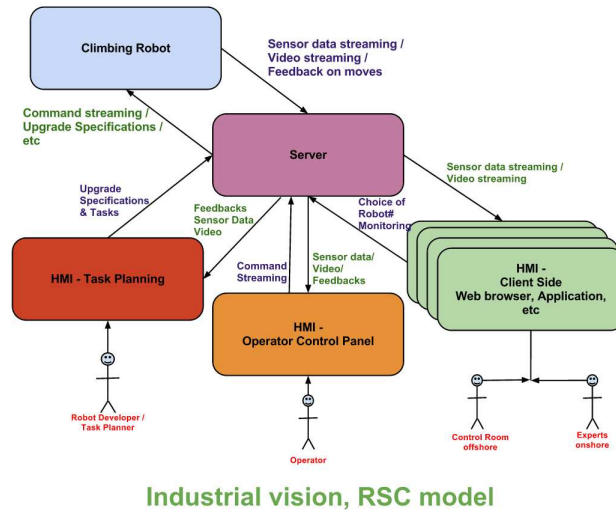 Climbing Robot
Sensor data streaming /
Video streaming /
Feedback on moves
Command streaming /
Upgrade Specifications /
etc
Server
Sensor data streaming /
Video streaming
Upgrade
Specifications
& Tasks
Feedbacks
Sensor Data
Video
Choice of
Robot#
Monitoring
Command
Streaming
Sensor data/
Video/
Feedbacks
HMI - Task Planning
HMI -
Operator Control Panel
HMI -
Client Side
Web browser, Application,
etc
Robot Developer /
Task Planner
Operator
Control Room
offshore
Experts
onshore
Industrial vision, RSC model